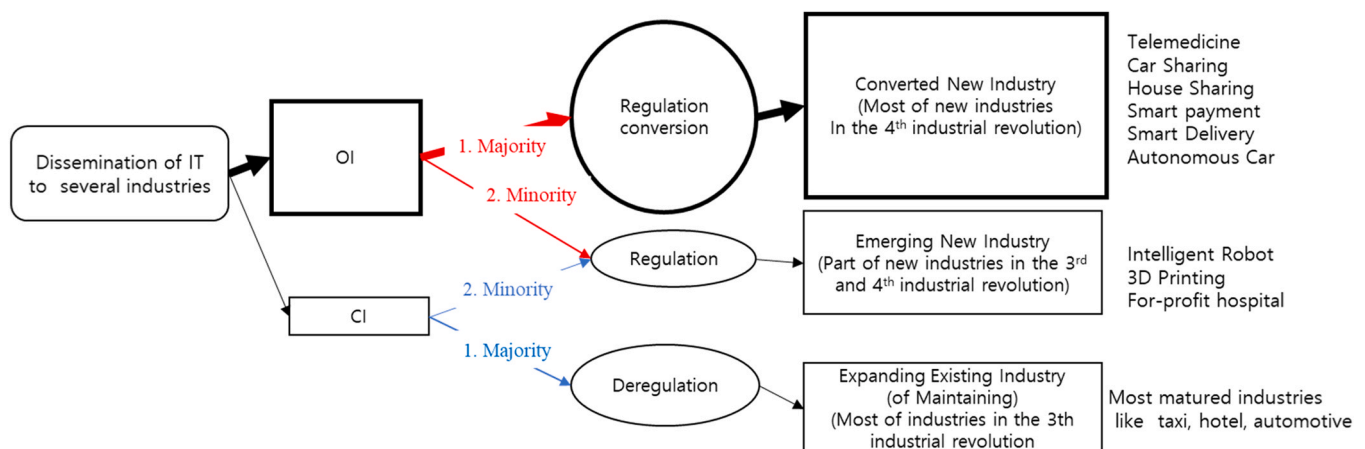 Dissemination of IT
to several industries
OI
CI
1. Majority
2. Minority
2. Minority
1. Majority
Regulation
conversion
Regulation
Deregulation
Converted New Industry
(Most of new industries
In the 4th industrial revolution)
Emerging New Industry
(Part of new industries in the 3rd
and 4th industrial revolution)
Expanding Existing Industry
(of Maintaining)
(Most of industries in the 3th
industrial revolution
Telemedicine
Car Sharing
House Sharing
Smart payment
Smart Delivery
Autonomous Car
Intelligent Robot
3D Printing
For-profit hospital
Most matured industries
like taxi, hotel, automotive